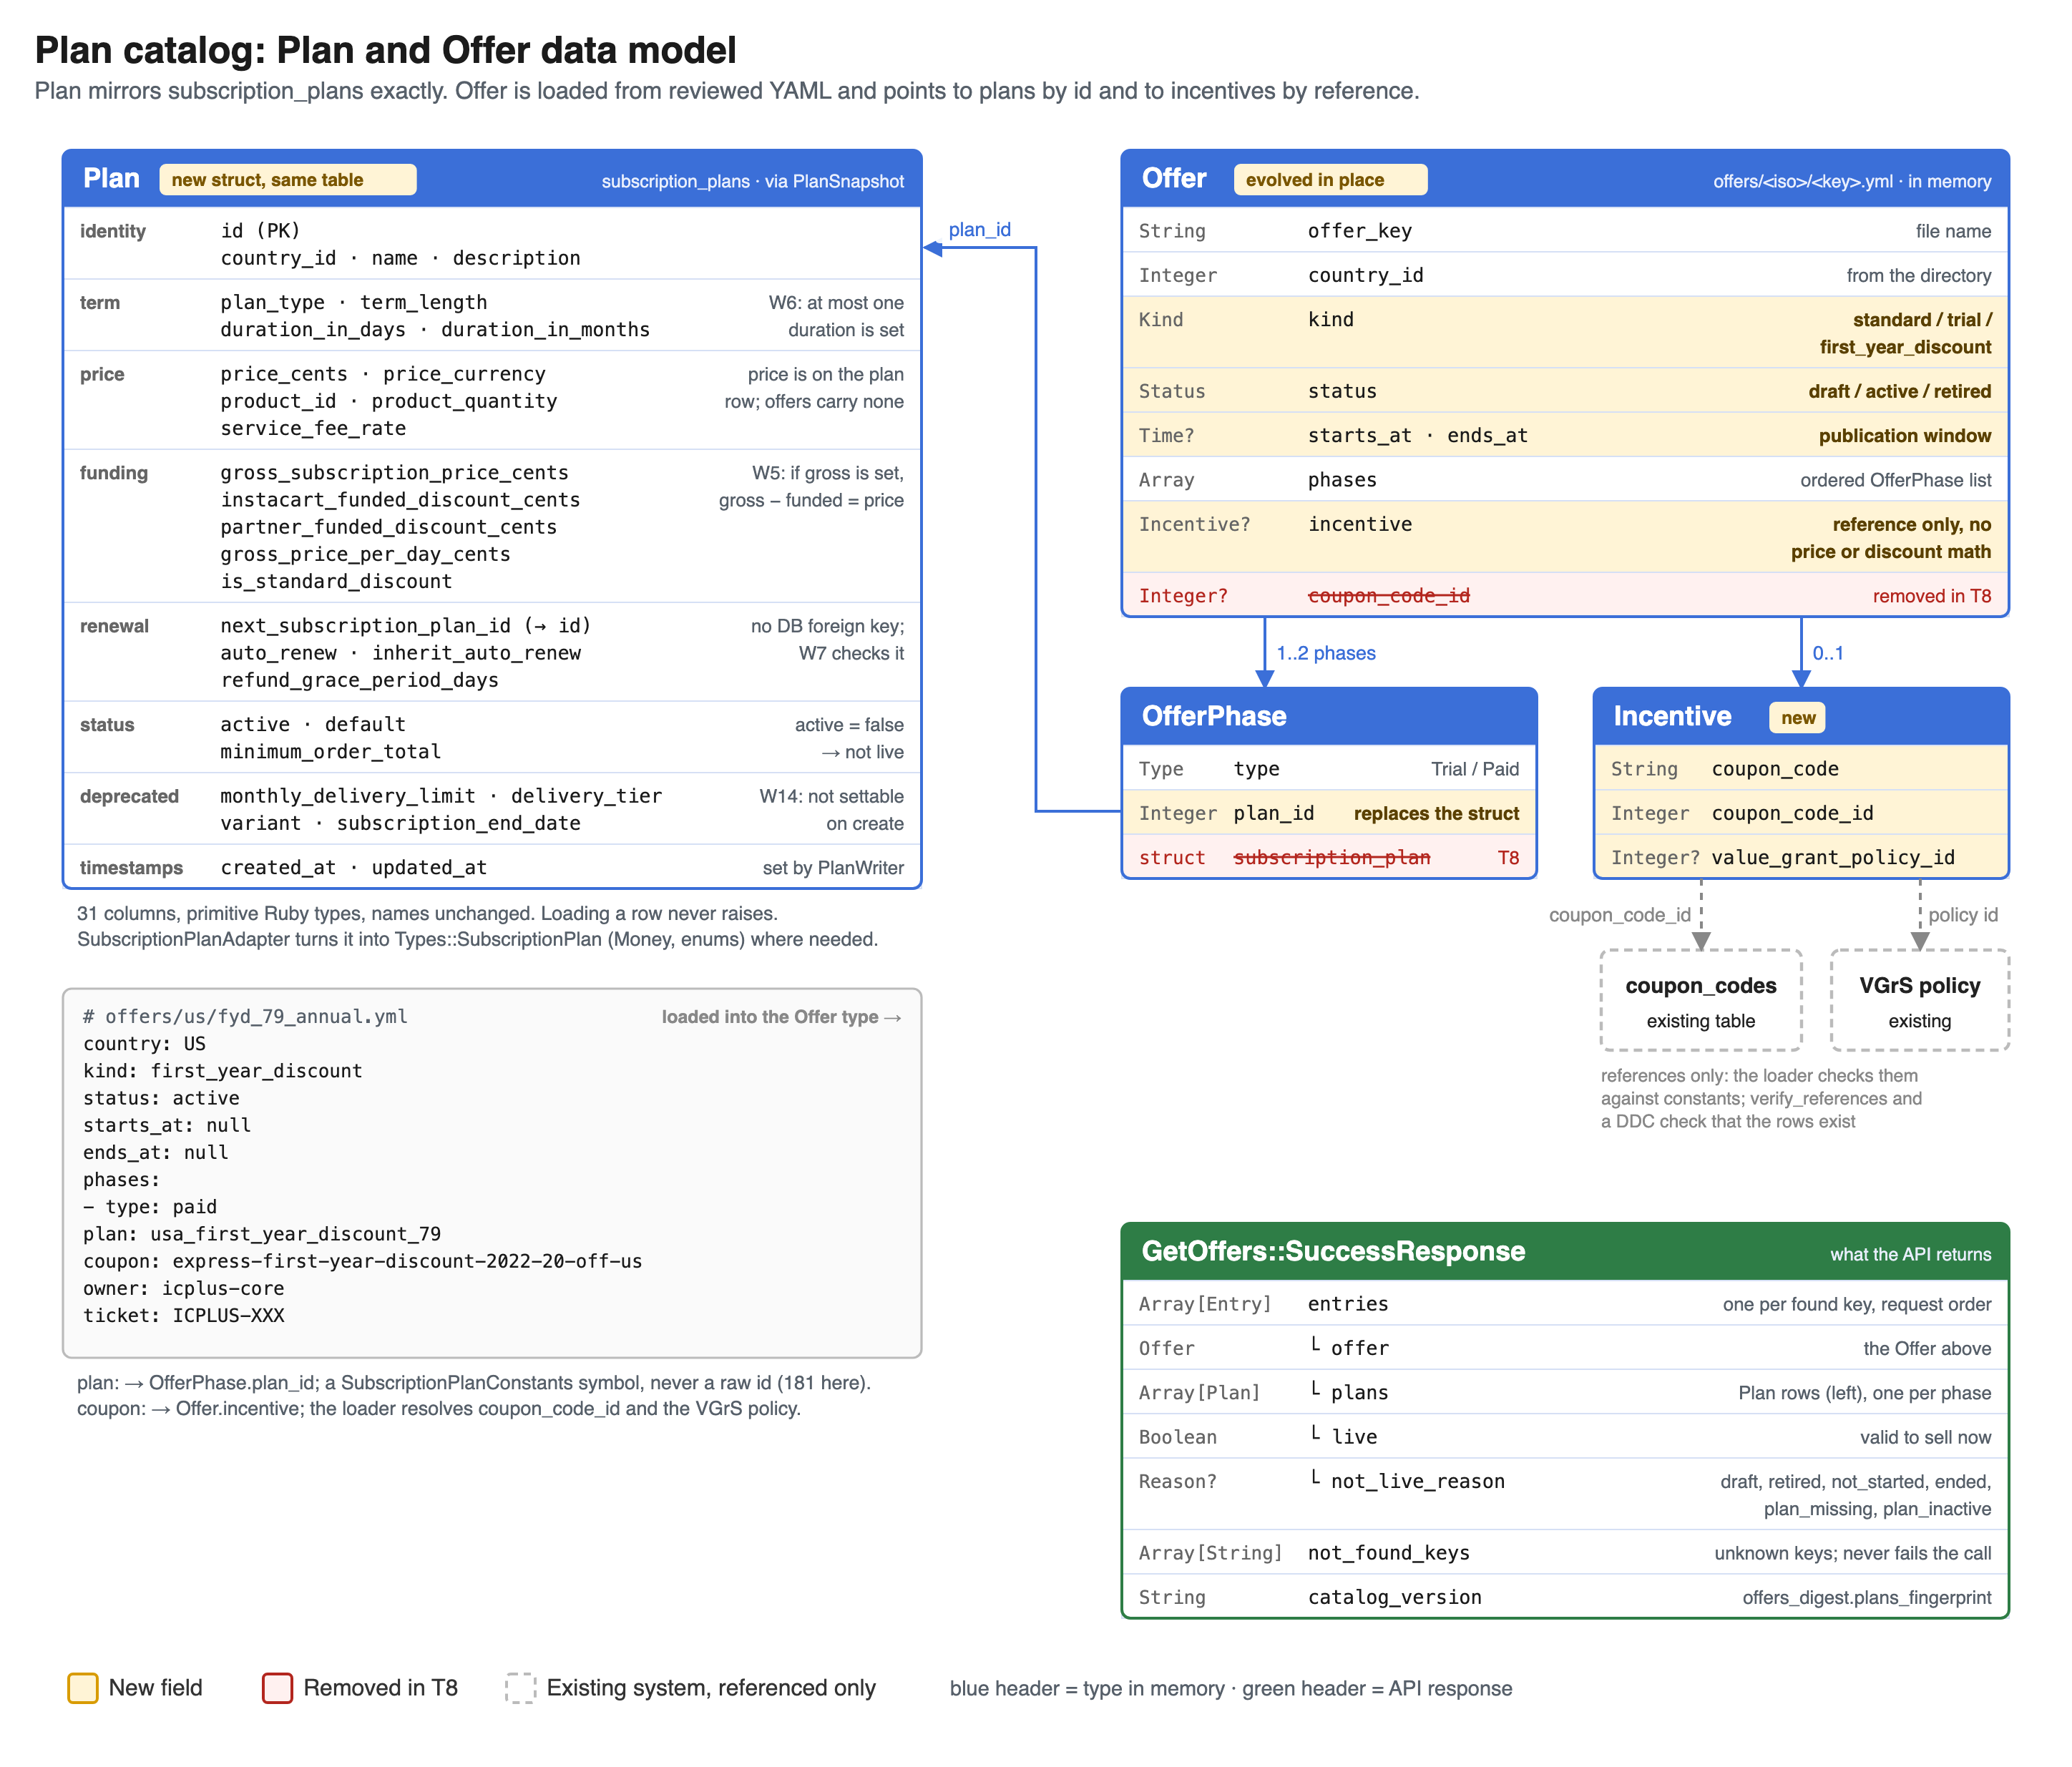 Plan catalog: Plan and Offer data model
Plan mirrors subscription_plans exactly. Offer is loaded from reviewed YAML and points to plans by id and to incentives by reference.
Plan new struct, same table subscription_plans · via PlanSnapshot
identity id (PK)
country_id · name · description
term plan_type · term_length W6: at most one
duration_in_days · duration_in_months duration is set
price price_cents · price_currency price is on the plan
product_id · product_quantity row; offers carry none
service_fee_rate
funding gross_subscription_price_cents W5: if gross is set,
instacart_funded_discount_cents gross − funded = price
partner_funded_discount_cents
gross_price_per_day_cents
is_standard_discount
renewal next_subscription_plan_id (→ id) no DB foreign key;
auto_renew · inherit_auto_renew W7 checks it
refund_grace_period_days
status active · default active = false
minimum_order_total → not live
deprecated monthly_delivery_limit · delivery_tier W14: not settable
variant · subscription_end_date on create
timestamps created_at · updated_at set by PlanWriter
31 columns, primitive Ruby types, names unchanged. Loading a row never raises.
SubscriptionPlanAdapter turns it into Types::SubscriptionPlan (Money, enums) where needed.
# offers/us/fyd_79_annual.yml loaded into the Offer type →
country: US
kind: first_year_discount
status: active
starts_at: null
ends_at: null
phases:
– type: paid
plan: usa_first_year_discount_79
coupon: express-first-year-discount-2022-20-off-us
owner: icplus-core
ticket: ICPLUS-XXX
plan: → OfferPhase.plan_id; a SubscriptionPlanConstants symbol, never a raw id (181 here).
coupon: → Offer.incentive; the loader resolves coupon_code_id and the VGrS policy.
plan_id
Offer evolved in place offers/<iso>/<key>.yml · in memory
String offer_key file name
Integer country_id from the directory
Kind kind standard / trial /
first_year_discount
Status status draft / active / retired
Time? starts_at · ends_at publication window
Array phases ordered OfferPhase list
Incentive? incentive reference only, no
price or discount math
Integer? coupon_code_id removed in T8
1..2 phases
0..1
OfferPhase
Type type Trial / Paid
Integer plan_id replaces the struct
struct subscription_plan T8
Incentive new
String coupon_code
Integer coupon_code_id
Integer? value_grant_policy_id
coupon_code_id
policy id
coupon_codes
existing table
VGrS policy
existing
references only: the loader checks them
against constants; verify_references and
a DDC check that the rows exist
GetOffers::SuccessResponse what the API returns
Array[Entry] entries one per found key, request order
Offer └ offer the Offer above
Array[Plan] └ plans Plan rows (left), one per phase
Boolean └ live valid to sell now
Reason? └ not_live_reason draft, retired, not_started, ended,
plan_missing, plan_inactive
Array[String] not_found_keys unknown keys; never fails the call
String catalog_version offers_digest.plans_fingerprint
New field
Removed in T8
Existing system, referenced only
blue header = type in memory · green header = API response